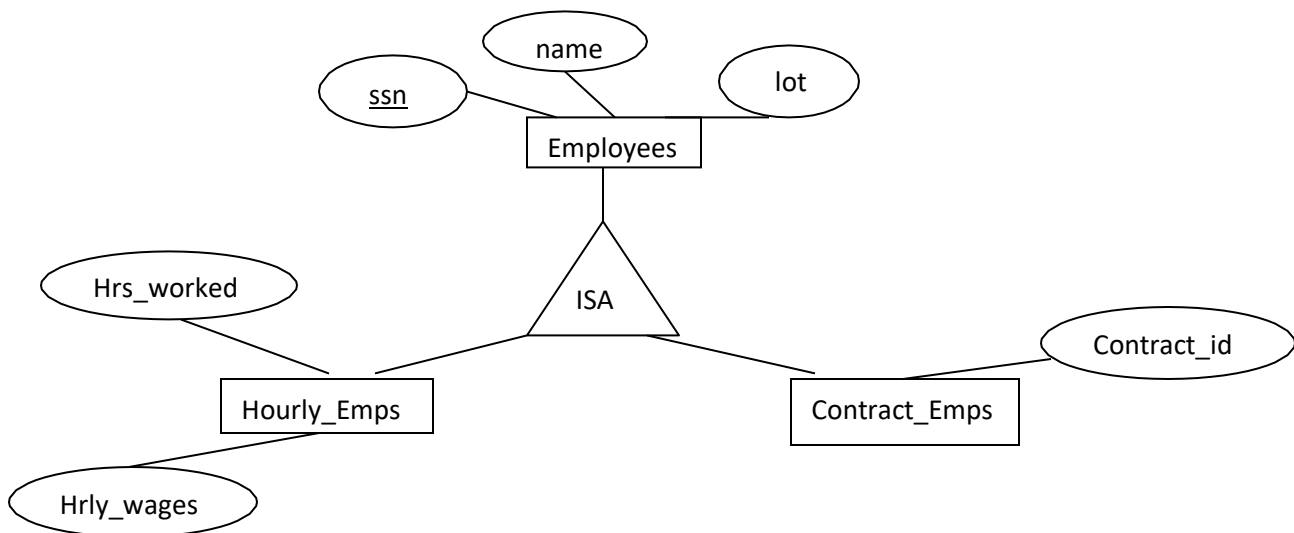 name
ssn
lot
Employees
Hrs_worked
ISA
Contract_id
Hourly_Emps
Contract_Emps
Hrly_wages